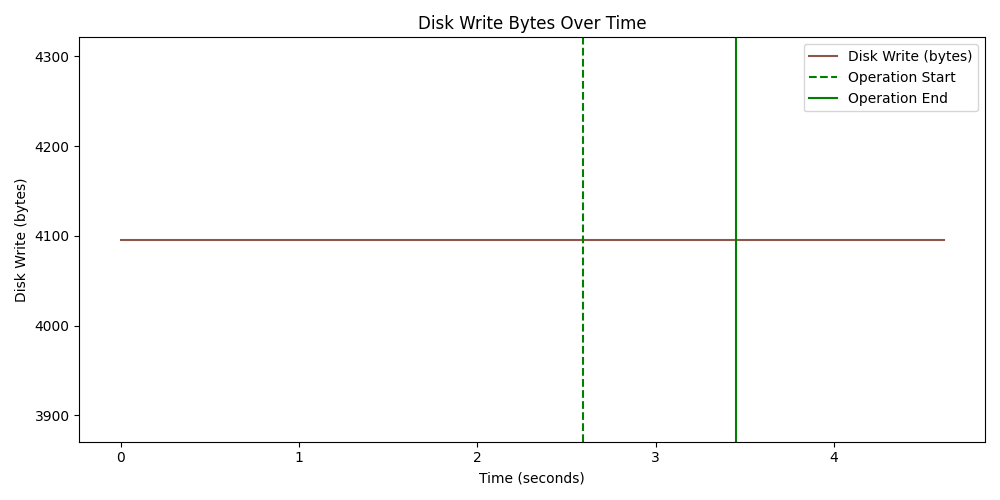 Disk Write Bytes Over Time
Disk Write (bytes)
Operation Start
Operation End
4300
4200
4100
4000
3900
Disk Write (bytes)
0 1 2 3 4
Time (seconds)